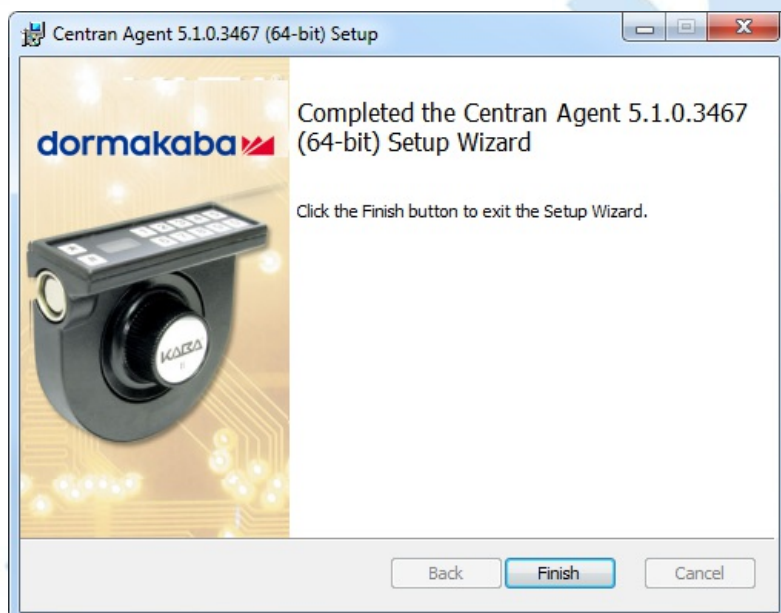 Centran Agent 5.1.0.3467 (64-bit) Setup
dormakaba
Completed the Centran Agent 5.1.0.3467
(64-bit) Setup Wizard
Click the Finish button to exit the Setup Wizard.
KABA
Back
Finish
Cancel